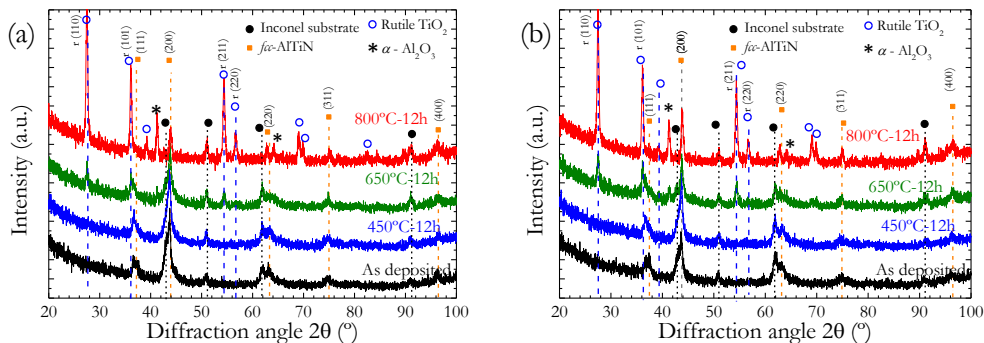 (a)
Inconel substrate
Rutile TiO₂
fcc-AlTiN
α - Al₂O₃
r (110)
r (101)
(111)
(200)
r (211)
r (220)
(220)
(311)
(400)
800ºC-12h
650ºC-12h
450ºC-12h
As deposited
Intensity (a.u.)
20 30 40 50 60 70 80 90 100
Diffraction angle 2θ (º)
(b)
Inconel substrate
Rutile TiO₂
fcc-AlTiN
α - Al₂O₃
r (110)
r (101)
(111)
(200)
r (211)
r (220)
(220)
(311)
(400)
800ºC-12h
650ºC-12h
450ºC-12h
As deposited
Intensity (a.u.)
20 30 40 50 60 70 80 90 100
Diffraction angle 2θ (º)